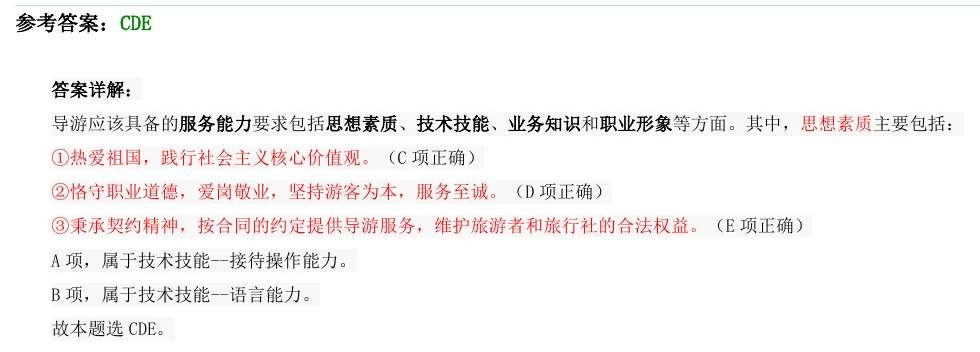 参考答案：CDE
答案详解：
导游应该具备的服务能力要求包括思想素质、技术技能、业务知识和职业形象等方面。其中，思想素质主要包括：
①热爱祖国，践行社会主义核心价值观。（C 项正确）
②恪守职业道德，爱岗敬业，坚持游客为本，服务至诚。（D 项正确）
③秉承契约精神，按合同的约定提供导游服务，维护旅游者和旅行社的合法权益。（E 项正确）
A 项，属于技术技能--接待操作能力。
B 项，属于技术技能--语言能力。
故本题选 CDE。